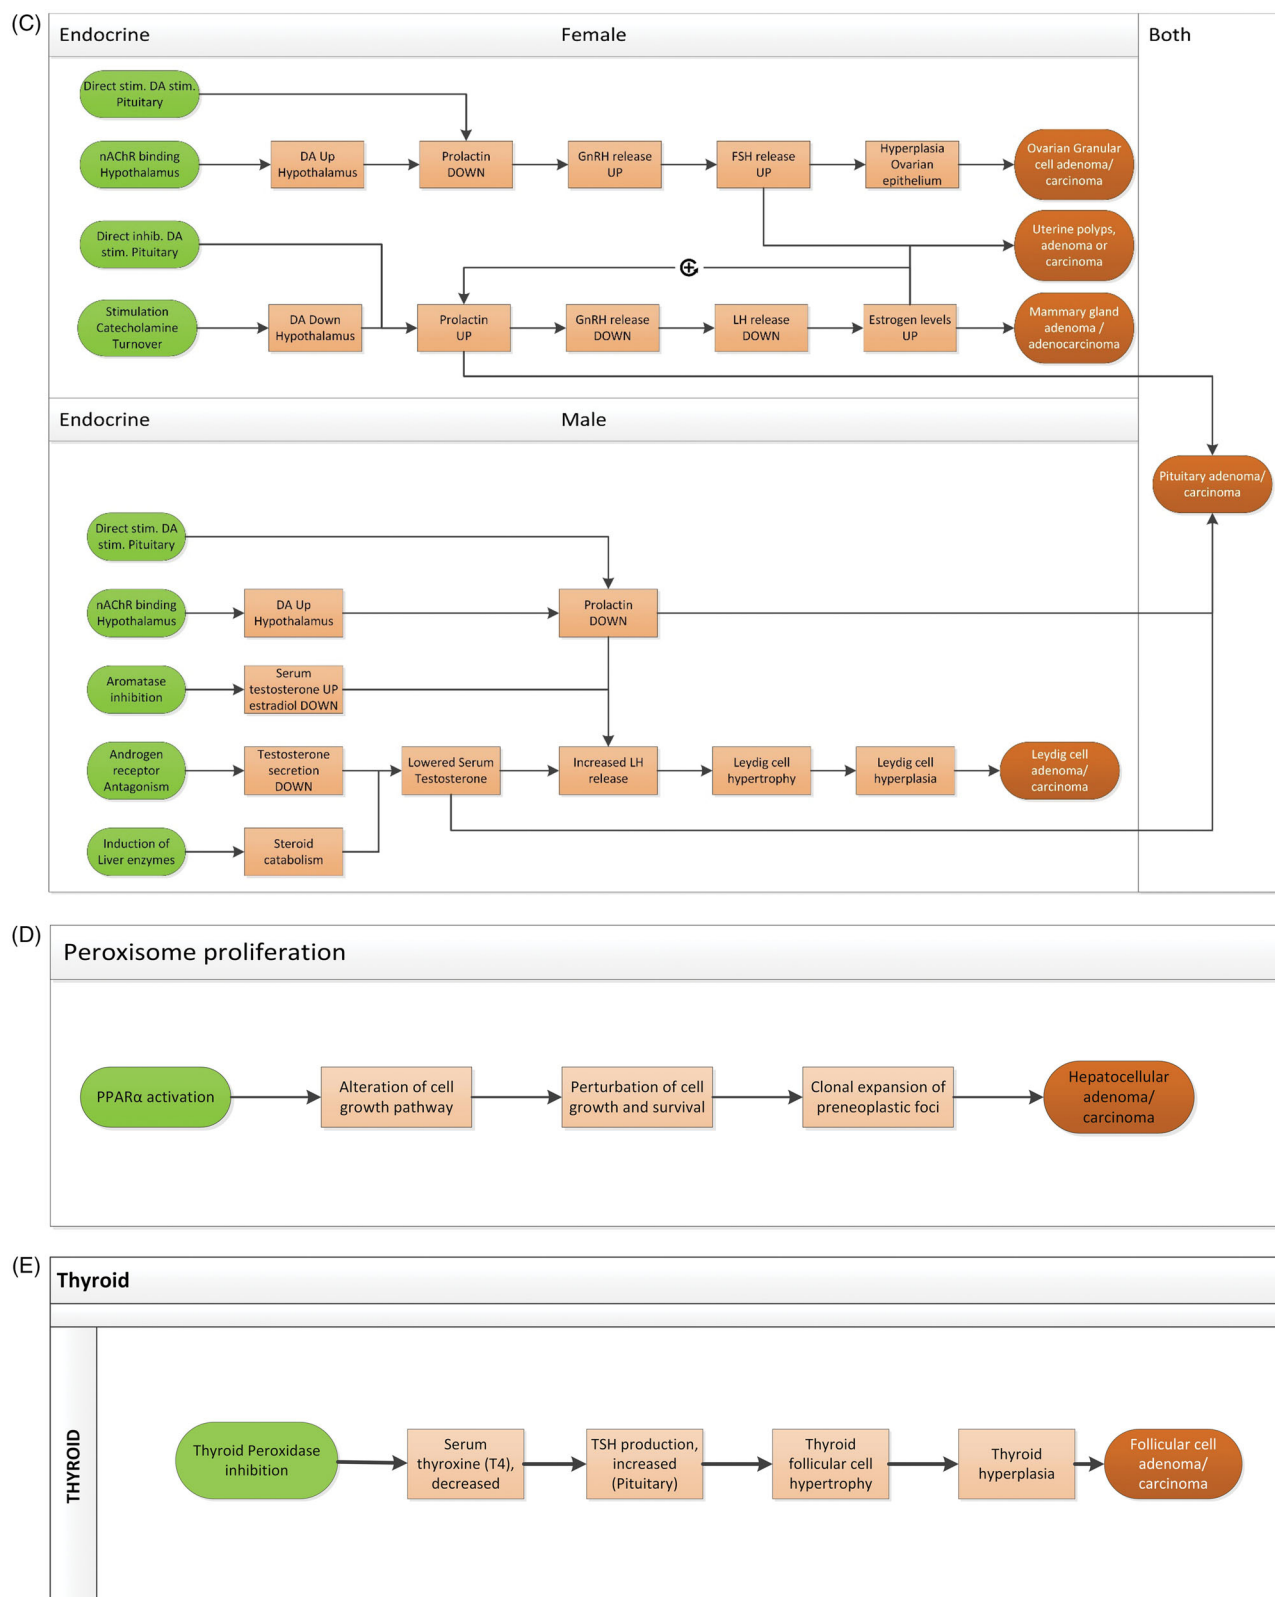 (C)
Endocrine Female Both
Direct stim. DA stim.
Pituitary
nAChR binding
Hypothalamus
DA Up
Hypothalamus
Prolactin
DOWN
GnRH release
UP
FSH release
UP
Hyperplasia
Ovarian
epithelium
Ovarian Granular
cell adenoma/
carcinoma
Direct inhib. DA
stim. Pituitary
Uterine polyps,
adenoma or
carcinoma
Stimulation
Catecholamine
Turnover
DA Down
Hypothalamus
Prolactin
UP
GnRH release
DOWN
LH release
DOWN
Estrogen levels
UP
Mammary gland
adenoma /
adenocarcinoma
Endocrine Male
Pituitary adenoma/
carcinoma
Direct stim. DA
stim. Pituitary
nAChR binding
Hypothalamus
DA Up
Hypothalamus
Prolactin
DOWN
Aromatase
inhibition
Serum
testosterone UP
estradiol DOWN
Androgen
receptor
Antagonism
Testosterone
secretion
DOWN
Lowered Serum
Testosterone
Increased LH
release
Leydig cell
hypertrophy
Leydig cell
hyperplasia
Leydig cell
adenoma/
carcinoma
Induction of
Liver enzymes
Steroid
catabolism
(D)
Peroxisome proliferation
PPARα activation
Alteration of cell
growth pathway
Perturbation of cell
growth and survival
Clonal expansion of
preneoplastic foci
Hepatocellular
adenoma/
carcinoma
(E)
Thyroid
THYROID
Thyroid Peroxidase
inhibition
Serum
thyroxine (T4),
decreased
TSH production,
increased
(Pituitary)
Thyroid
follicular cell
hypertrophy
Thyroid
hyperplasia
Follicular cell
adenoma/
carcinoma